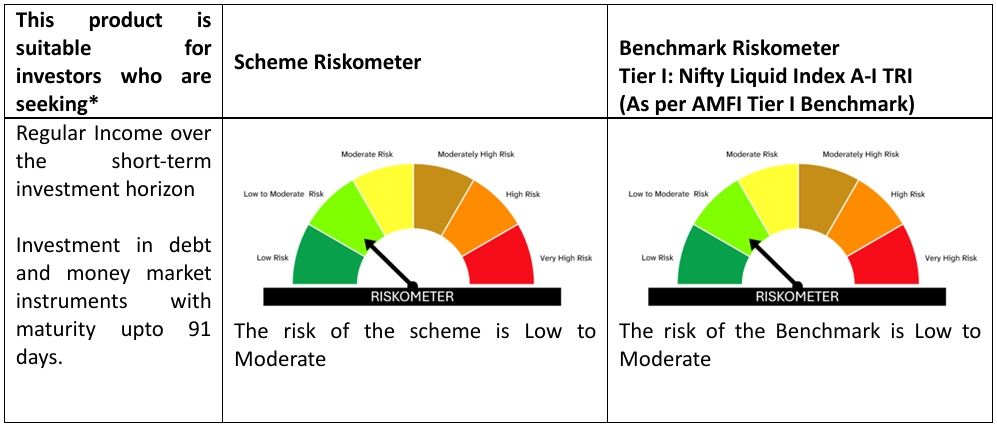 This product is
suitable for
investors who are
seeking*
Scheme Riskometer
Benchmark Riskometer
Tier I: Nifty Liquid Index A-I TRI
(As per AMFI Tier I Benchmark)
Regular Income over
the short-term
investment horizon
Investment in debt
and money market
instruments with
maturity upto 91
days.
Moderate Risk
Moderately High Risk
Low to Moderate Risk
High Risk
Low Risk
Very High Risk
RISKOMETER
The risk of the scheme is Low to
Moderate
Moderate Risk
Moderately High Risk
Low to Moderate Risk
High Risk
Low Risk
Very High Risk
RISKOMETER
The risk of the Benchmark is Low to
Moderate